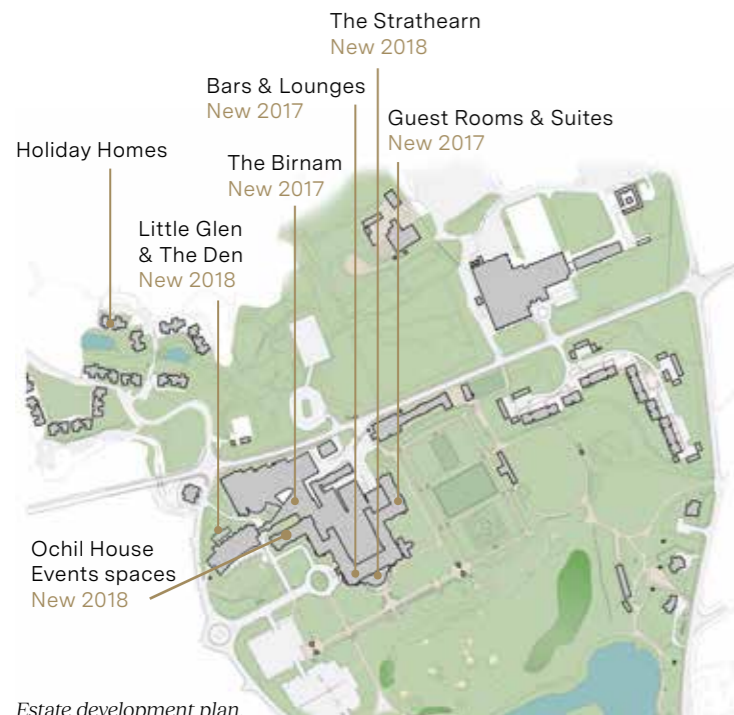 The Strathearn
New 2018
Bars & Lounges
New 2017
Guest Rooms & Suites
New 2017
Holiday Homes
The Birnam
New 2017
Little Glen
& The Den
New 2018
Ochil House
Events spaces
New 2018
Estate development plan